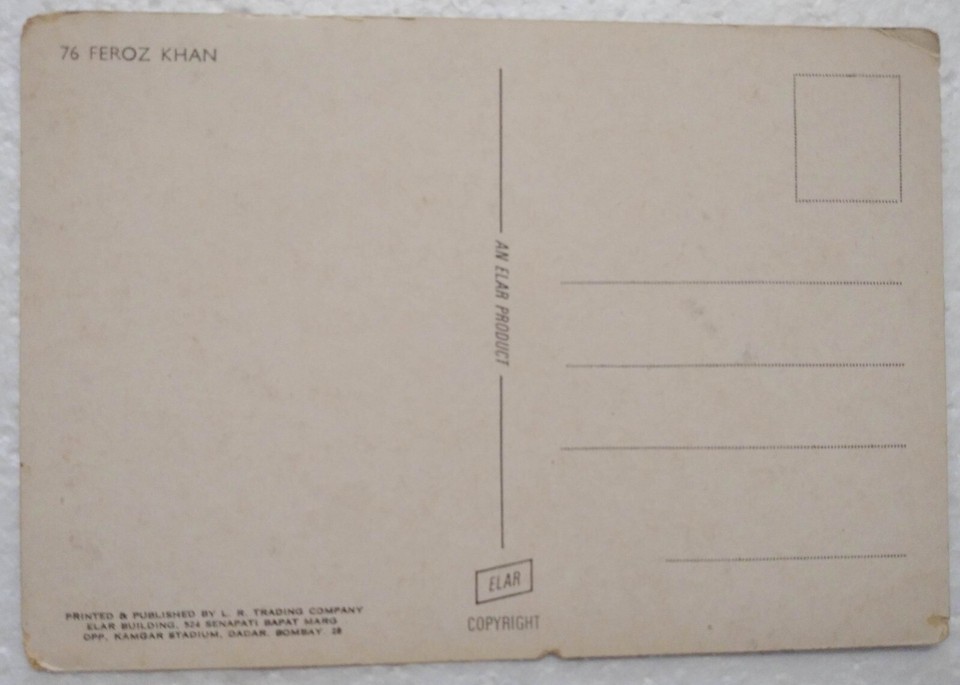 76 FEROZ KHAN
AN ELAR PRODUCT
PRINTED & PUBLISHED BY L. R. TRADING COMPANY
ELAR BUILDING, 524 SENAPATI BAPAT MARG
OPP. KAMGAR STADIUM, DADAR, BOMBAY 28
ELAR
COPYRIGHT